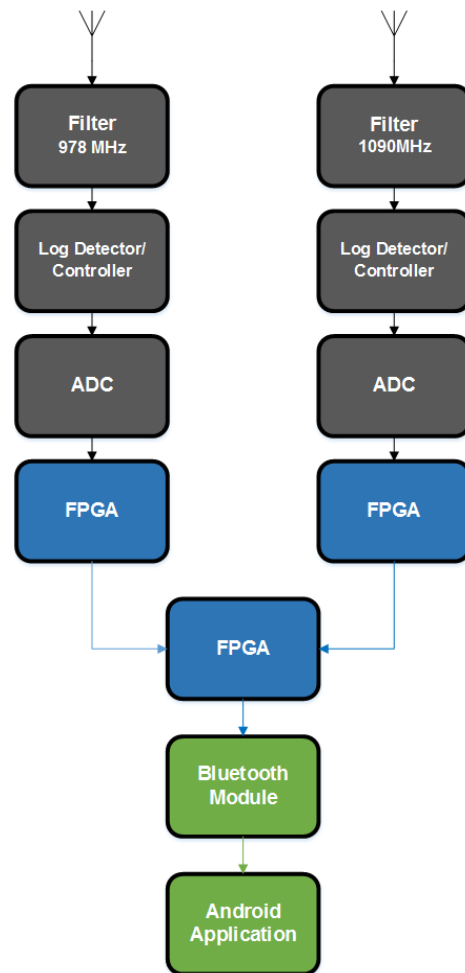 Filter
978 MHz
Filter
1090MHz
Log Detector/
Controller
Log Detector/
Controller
ADC
ADC
FPGA
FPGA
FPGA
Bluetooth
Module
Android
Application